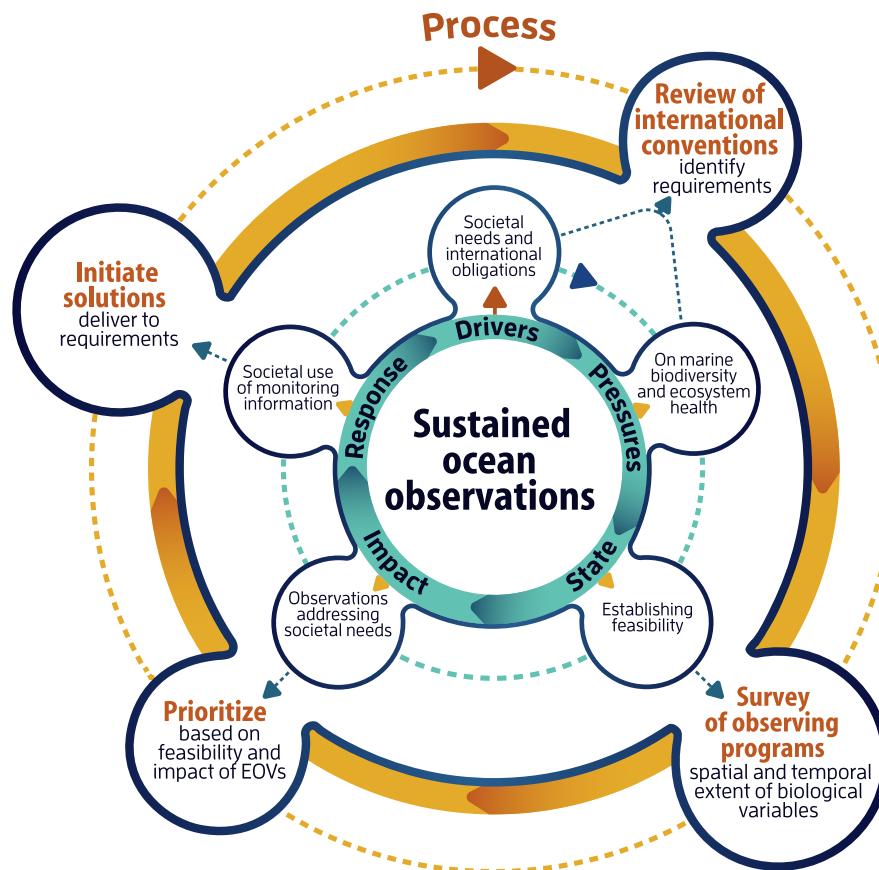 Process
Review of
international
conventions
identify
requirements
Initiate
solutions
deliver to
requirements
Societal
needs and
international
obligations
Societal use
of monitoring
information
On marine
biodiversity
and ecosystem
health
Drivers
Pressures
State
Impact
Response
Sustained
ocean
observations
Observations
addressing
societal needs
Establishing
feasibility
Prioritize
based on
feasibility and
impact of EOVs
Survey
of observing
programs
spatial and temporal
extent of biological
variables